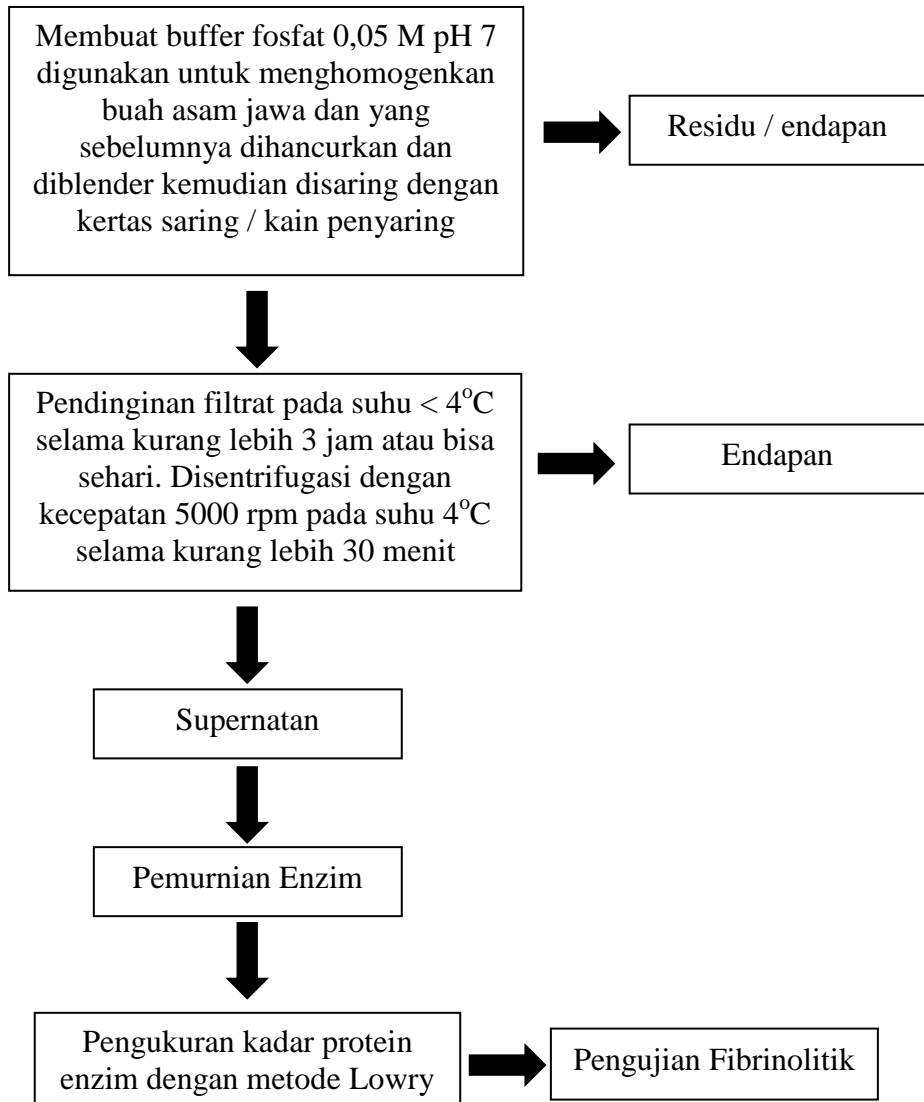 Membuat buffer fosfat 0,05 M pH 7
digunakan untuk menghomogenkan
buah asam jawa dan yang
sebelumnya dihancurkan dan
diblender kemudian disaring dengan
kertas saring / kain penyaring
Residu / endapan
Pendinginan filtrat pada suhu < 4°C
selama kurang lebih 3 jam atau bisa
sehari. Disentrifugasi dengan
kecepatan 5000 rpm pada suhu 4°C
selama kurang lebih 30 menit
Endapan
Supernatan
Pemurnian Enzim
Pengukuran kadar protein
enzim dengan metode Lowry
Pengujian Fibrinolitik